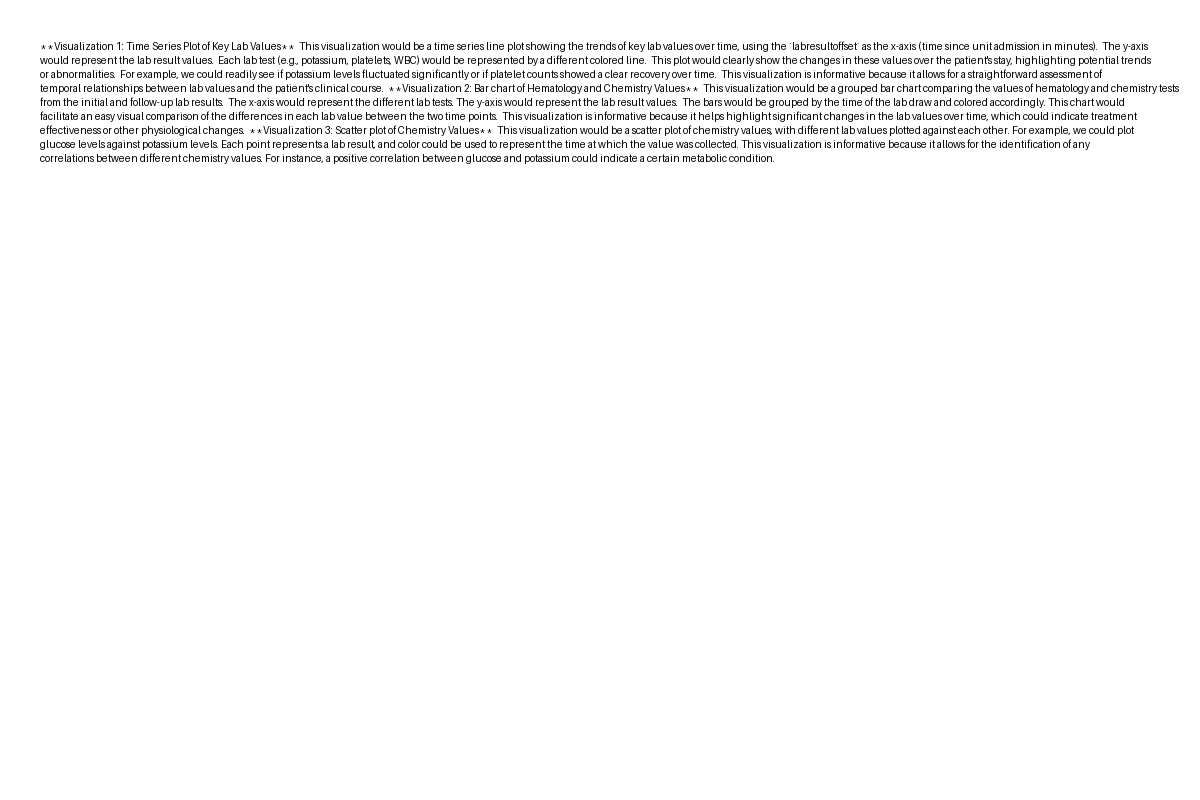 **Visualization 1: Time Series Plot of Key Lab Values**  This visualization would be a time series line plot showing the trends of key lab values over time, using the `labresultoffset` as the x-axis (time since unit admission in minutes).  The y-axis
would represent the lab result values.  Each lab test (e.g., potassium, platelets, WBC) would be represented by a different colored line.  This plot would clearly show the changes in these values over the patient's stay, highlighting potential trends
or abnormalities.  For example, we could readily see if potassium levels fluctuated significantly or if platelet counts showed a clear recovery over time.  This visualization is informative because it allows for a straightforward assessment of
temporal relationships between lab values and the patient's clinical course.  **Visualization 2: Bar chart of Hematology and Chemistry Values**  This visualization would be a grouped bar chart comparing the values of hematology and chemistry tests
from the initial and follow-up lab results.  The x-axis would represent the different lab tests. The y-axis would represent the lab result values.  The bars would be grouped by the time of the lab draw and colored accordingly. This chart would
facilitate an easy visual comparison of the differences in each lab value between the two time points.  This visualization is informative because it helps highlight significant changes in the lab values over time, which could indicate treatment
effectiveness or other physiological changes.  **Visualization 3: Scatter plot of Chemistry Values**  This visualization would be a scatter plot of chemistry values, with different lab values plotted against each other. For example, we could plot
glucose levels against potassium levels. Each point represents a lab result, and color could be used to represent the time at which the value was collected. This visualization is informative because it allows for the identification of any
correlations between different chemistry values. For instance, a positive correlation between glucose and potassium could indicate a certain metabolic condition.